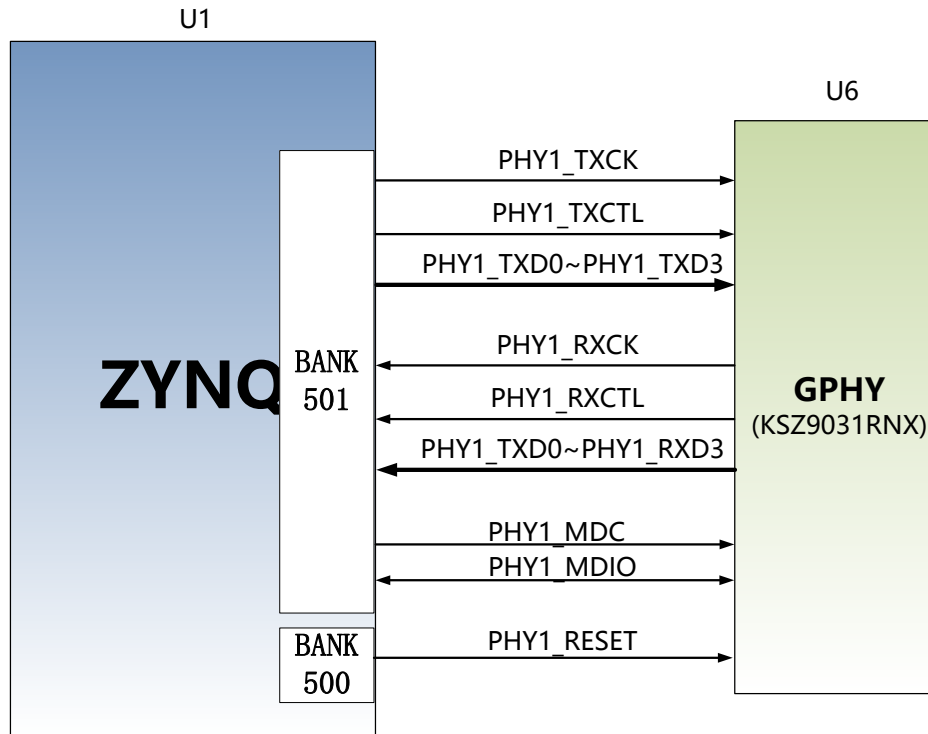 U1
U6
PHY1_TXCK
PHY1_TXCTL
PHY1_TXD0~PHY1_TXD3
PHY1_RXCK
ZYNQ
BANK
501
PHY1_RXCTL
GPHY
(KSZ9031RNX)
PHY1_TXD0~PHY1_RXD3
PHY1_MDC
PHY1_MDIO
BANK
500
PHY1_RESET